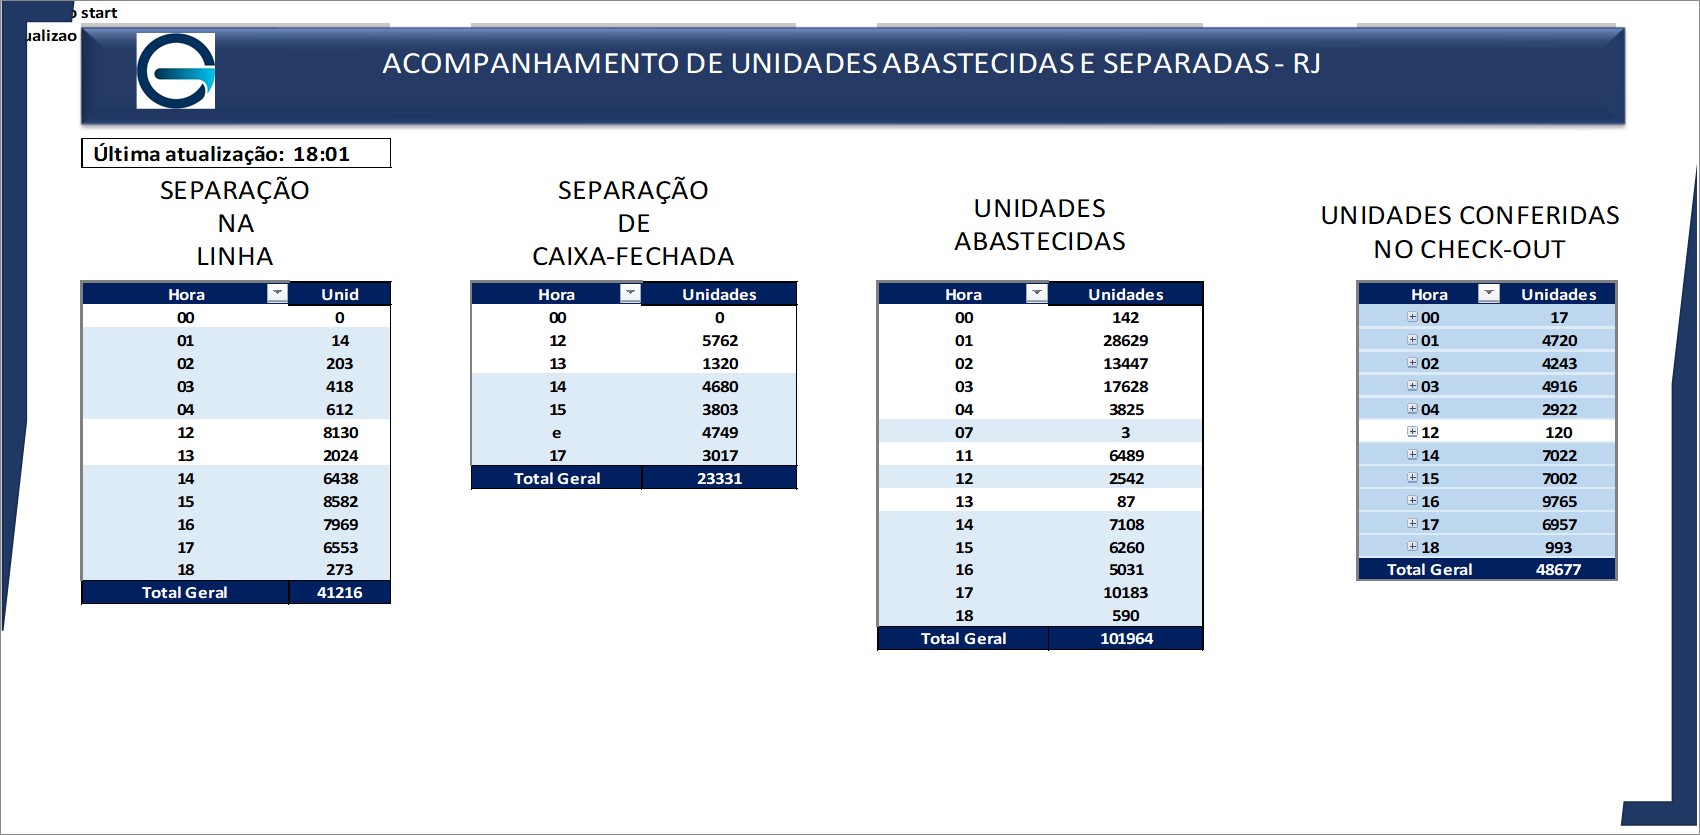 start
ualizao
ACOMPANHAMENTO DE UNIDADES ABASTECIDAS E SEPARADAS - RJ
Última atualização: 18:01
SEPARAÇÃO
NA
LINHA
Hora Unid
00 0
01 14
02 203
03 418
04 612
12 8130
13 2024
14 6438
15 8582
16 7969
17 6553
18 273
Total Geral 41216
SEPARAÇÃO
DE
CAIXA-FECHADA
Hora Unidades
00 0
12 5762
13 1320
14 4680
15 3803
e 4749
17 3017
Total Geral 23331
UNIDADES
ABASTECIDAS
Hora Unidades
00 142
01 28629
02 13447
03 17628
04 3825
07 3
11 6489
12 2542
13 87
14 7108
15 6260
16 5031
17 10183
18 590
Total Geral 101964
UNIDADES CONFERIDAS
NO CHECK-OUT
Hora Unidades
00 17
01 4720
02 4243
03 4916
04 2922
12 120
14 7022
15 7002
16 9765
17 6957
18 993
Total Geral 48677